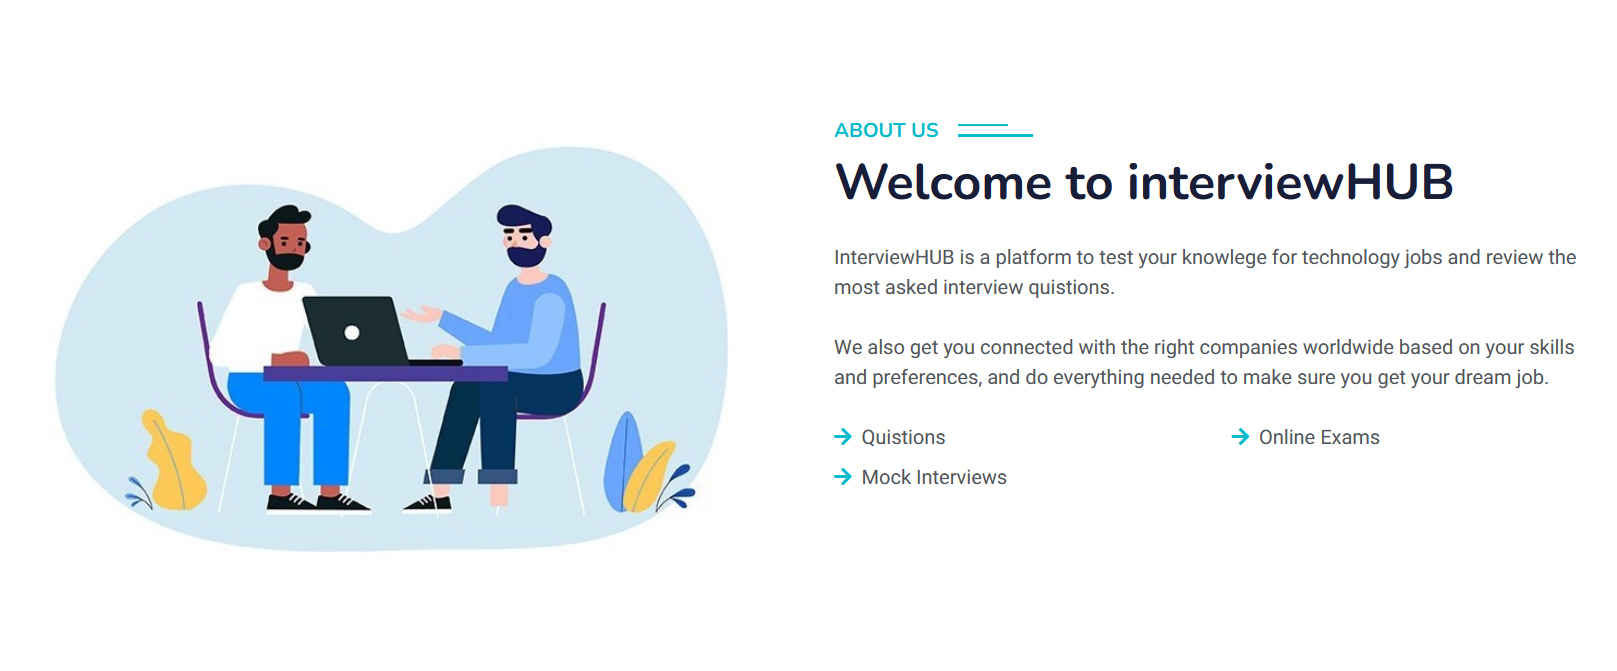 ABOUT US
Welcome to interviewHUB
InterviewHUB is a platform to test your knowlege for technology jobs and review the
most asked interview quistions.
We also get you connected with the right companies worldwide based on your skills
and preferences, and do everything needed to make sure you get your dream job.
Quistions
Online Exams
Mock Interviews